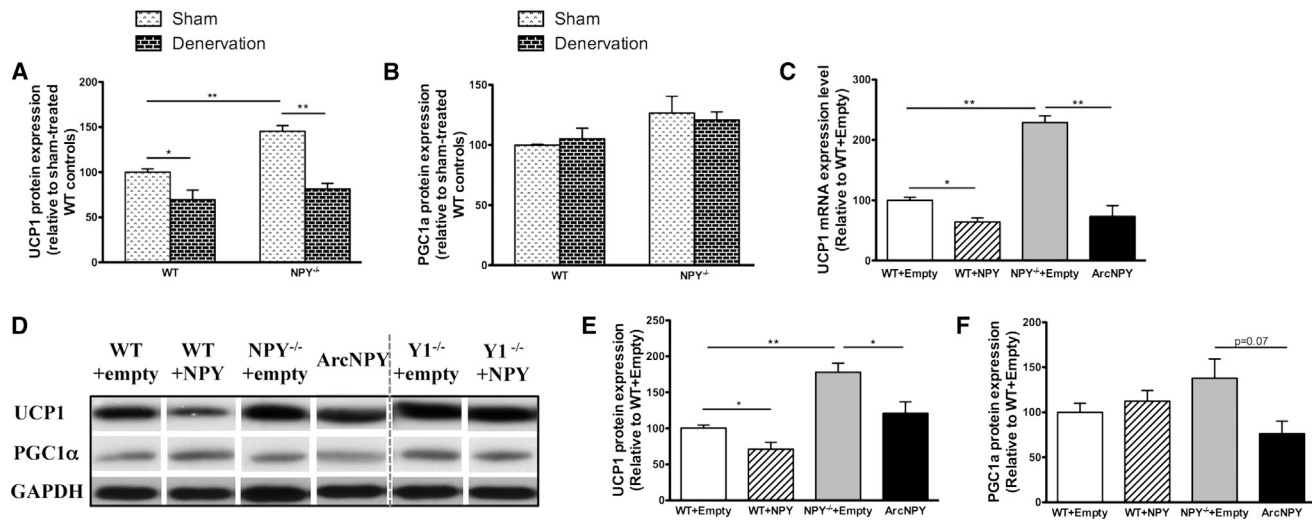 Sham
Denervation
Sham
Denervation
A
UCP1 protein expression
(relative to sham-treated
WT controls)
200
150
100
50
0
**
**
*
WT
NPY-/-
B
PGC1a protein expression
(relative to sham-treated
WT controls)
150
100
50
0
WT
NPY-/-
C
UCP1 mRNA expression level
(Relative to WT+Empty)
300
200
100
0
**
**
*
WT+Empty
WT+NPY
NPY-/-+Empty
ArcNPY
D
WT
+empty
WT
+NPY
NPY-/-
+empty
ArcNPY
Y1-/-
+empty
Y1-/-
+NPY
UCP1
PGC1α
GAPDH
E
UCP1 protein expression
(Relative to WT+Empty)
250
200
150
100
50
0
**
*
*
WT+Empty
WT+NPY
NPY-/-+Empty
ArcNPY
F
PGC1a protein expression
(Relative to WT+Empty)
200
150
100
50
0
p=0.07
WT+Empty
WT+NPY
NPY-/-+Empty
ArcNPY